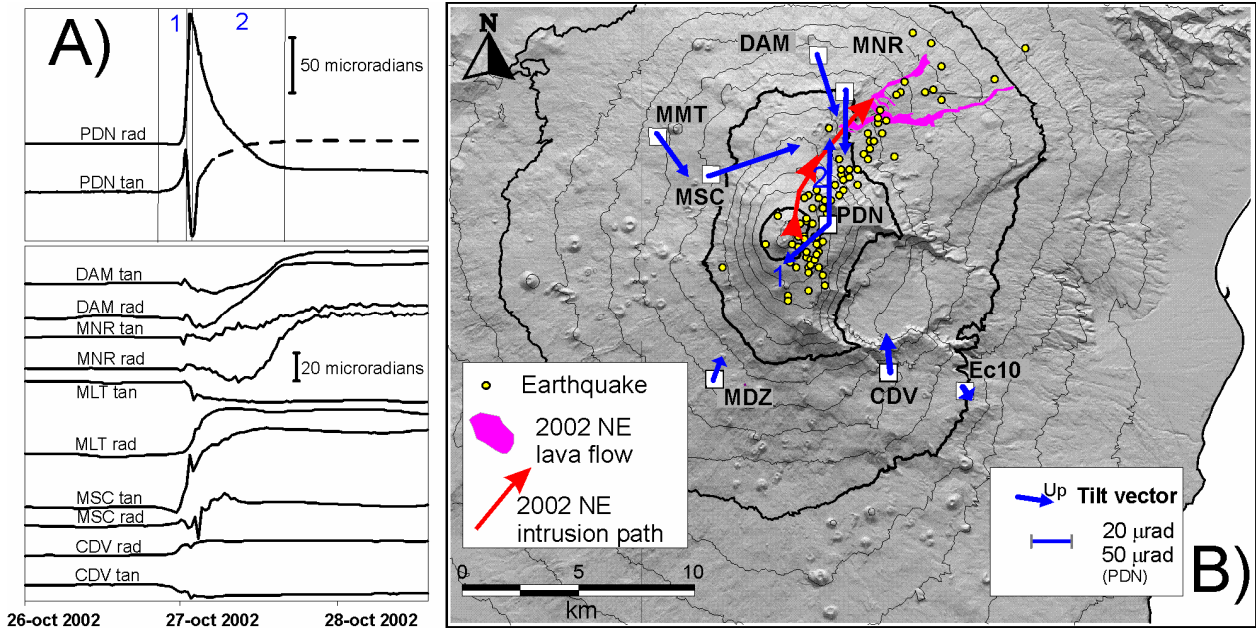 A)
1 2
50 microradians
PDN rad
PDN tan
DAM tan
DAM rad
MNR tan
MNR rad
20 microradians
MLT tan
MLT rad
MSC tan
MSC rad
CDV rad
CDV tan
26-oct 2002 27-oct 2002 28-oct 2002
N
DAM MNR
MMT
MSC
2
PDN
1
MDZ
CDV
Ec10
Earthquake
2002 NE
lava flow
2002 NE
intrusion path
0 5 10
km
Up Tilt vector
20 µrad
50 µrad
(PDN)
B)